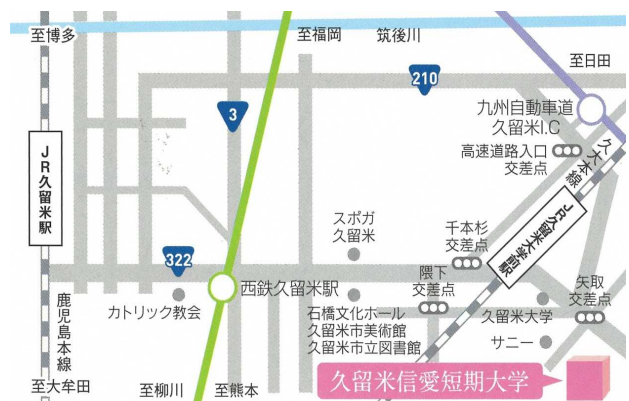 至博多
至福岡
筑後川
至日田
210
3
九州自動車道
久留米I.C
高速道路入口
交差点
久大本線
JR久留米駅
JR久留米大学前駅
スポガ
久留米
千本杉
交差点
322
西鉄久留米駅
隈下
交差点
矢取
交差点
カトリック教会
石橋文化ホール
久留米市美術館
久留米市立図書館
久留米大学
サニー
鹿児島本線
久留米信愛短期大学
至大牟田
至柳川
至熊本